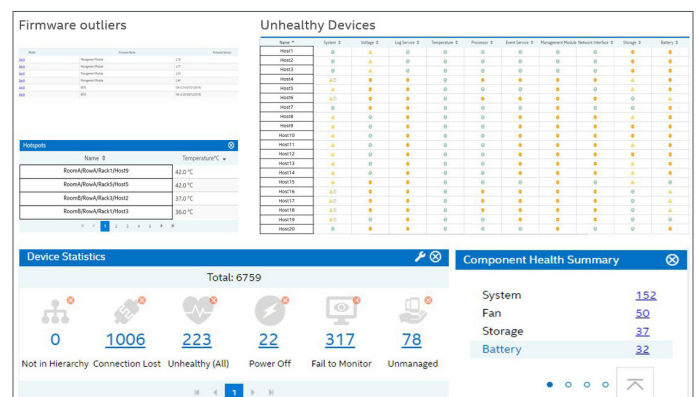 Firmware outliers
Unhealthy Devices
Name System Voltage Log Service Temperature Processor Event Service Management Module Network Interface Storage Battery
Host1
Host2
Host3
Host4
Host5
Host6
Host7
Host8
Host9
Host10
Host11
Host12
Host13
Host14
Host15
Host16
Host17
Host18
Host19
Host20
Hotspots
Name Temperature°C
RoomA/RowA/Rack1/Host9 42.0 °C
RoomA/RowA/Rack5/Host5 42.0 °C
RoomB/RowA/Rack3/Host2 37.0 °C
RoomB/RowA/Rack1/Host3 36.0 °C
1 2 3 4 5
Device Statistics
Total: 6759
0 1006 223 22 317 78
Not in Hierarchy Connection Lost Unhealthy (All) Power Off Fail to Monitor Unmanaged
1
Component Health Summary
System 152
Fan 50
Storage 37
Battery 32